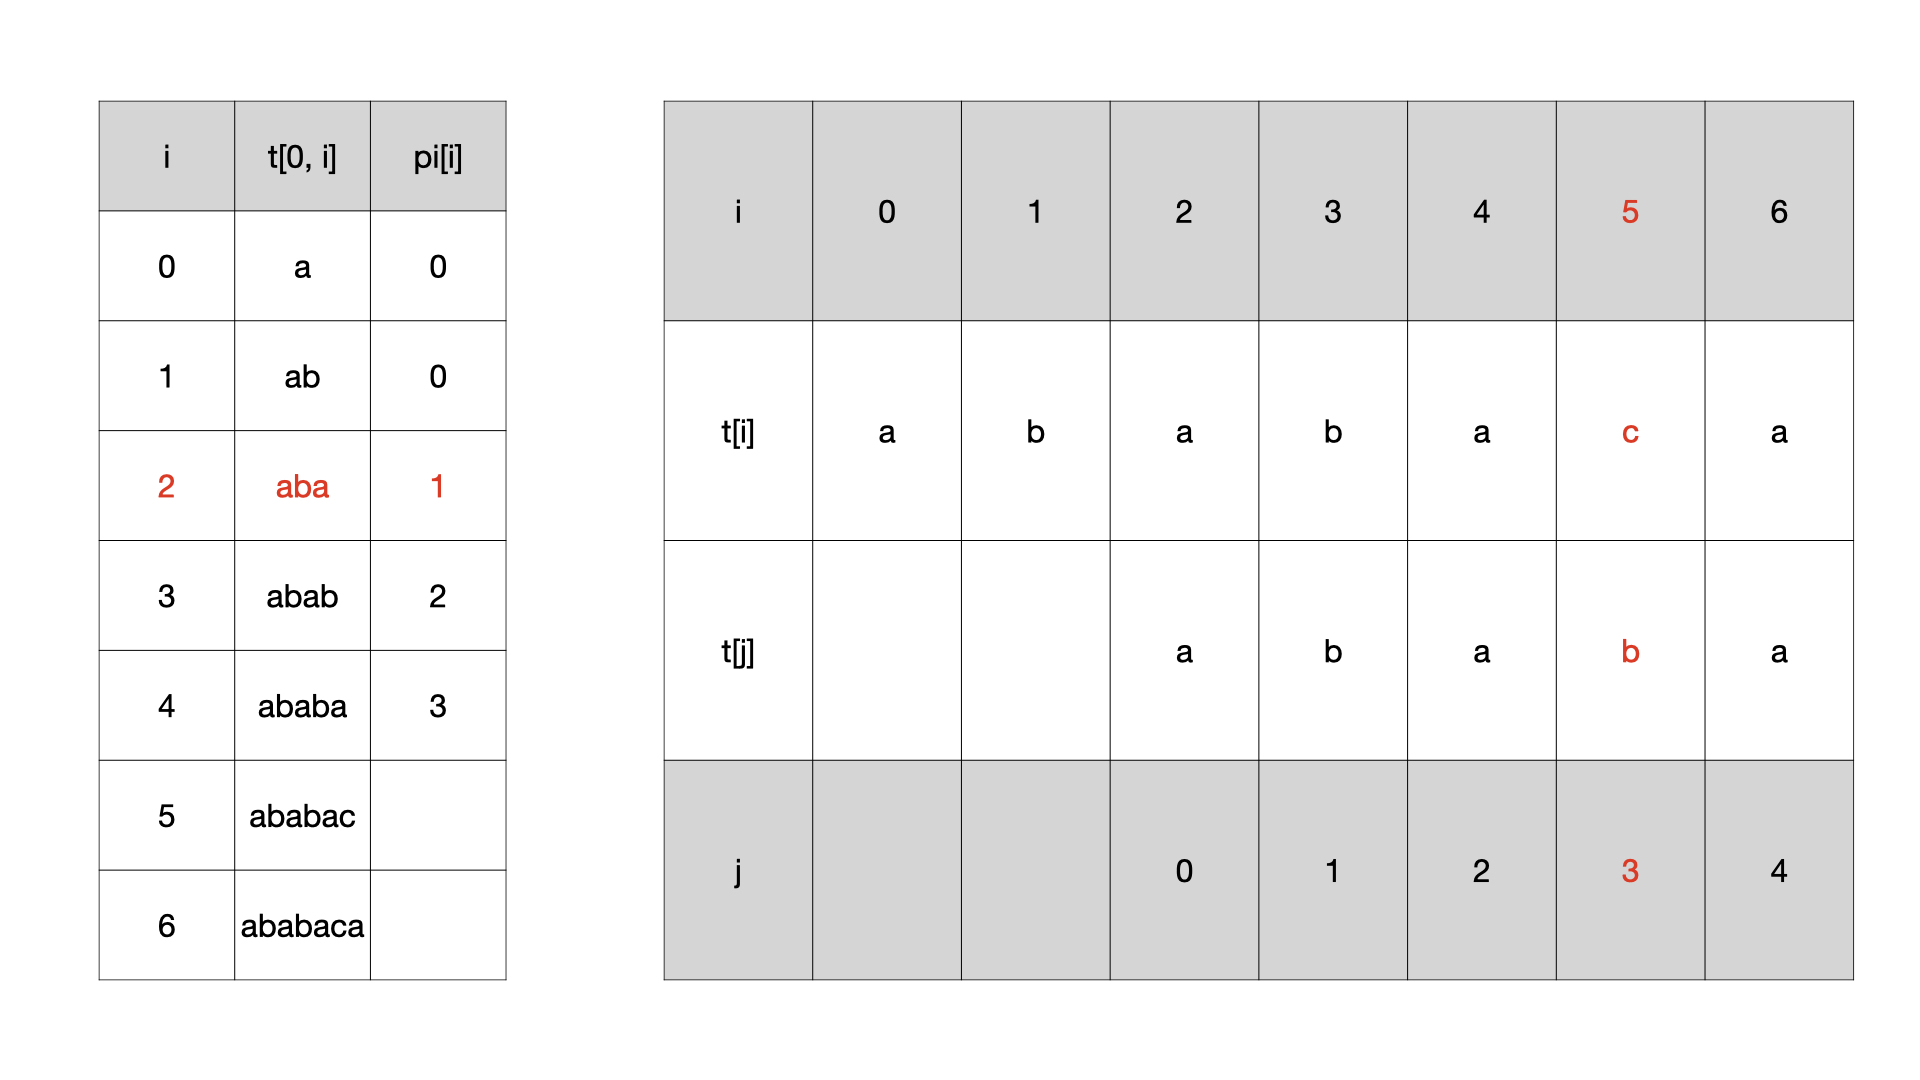 i t[0, i] pi[i]
0 a 0
1 ab 0
2 aba 1
3 abab 2
4 ababa 3
5 ababac
6 ababaca
i 0 1 2 3 4 5 6
t[i] a b a b a c a
t[j] a b a b a
j 0 1 2 3 4